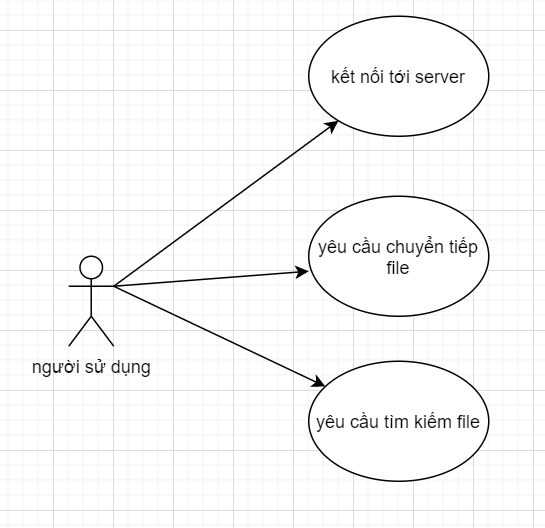 kết nối tới server
yêu cầu chuyển tiếp
file
người sử dụng
yêu cầu tìm kiếm file